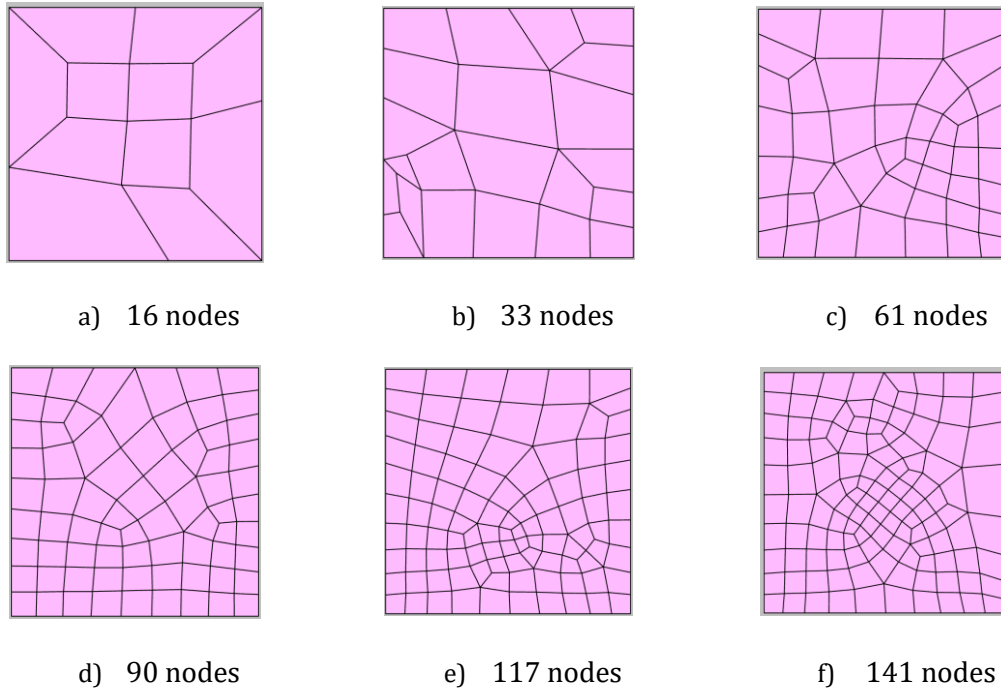 a) 16 nodes
b) 33 nodes
c) 61 nodes
d) 90 nodes
e) 117 nodes
f) 141 nodes